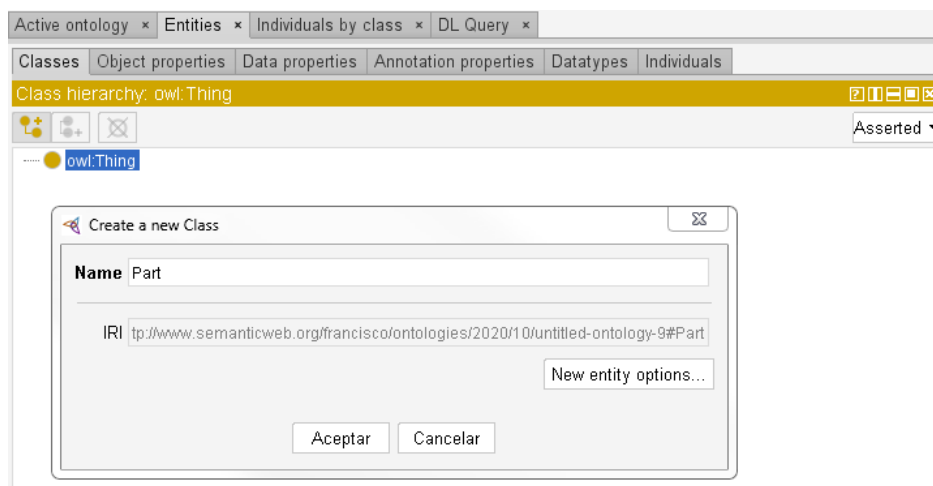 Active ontology × Entities × Individuals by class × DL Query ×
Classes Object properties Data properties Annotation properties Datatypes Individuals
Class hierarchy: owl:Thing
Asserted
owl:Thing
Create a new Class
Name Part
IRI tp://www.semanticweb.org/francisco/ontologies/2020/10/untitled-ontology-9#Part
New entity options...
Aceptar Cancelar